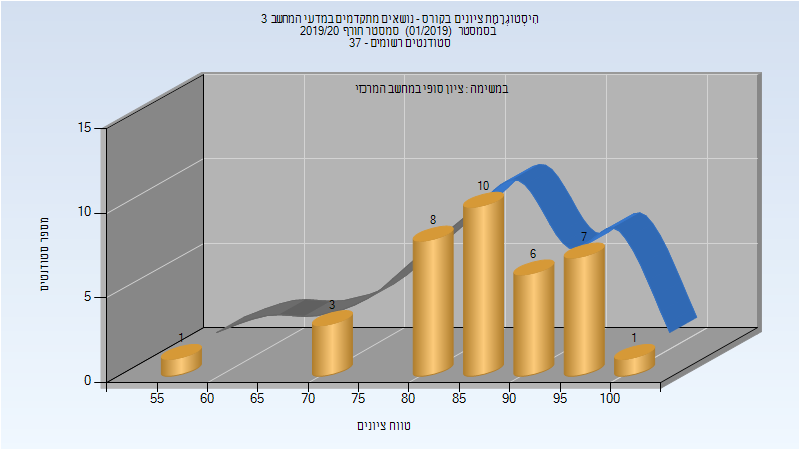 היסטוגרמת ציונים בקורס - נושאים מתקדמים במדעי המחשב 3
בסמסטר (01/2019) סמסטר חורף 2019/20
סטודנטים רשומים - 37
במשימה : ציון סופי במחשב המרכזי
מספר סטודנטים
15
10
5
0
1
3
8
10
6
7
1
55 60 65 70 75 80 85 90 95 100
טווח ציונים